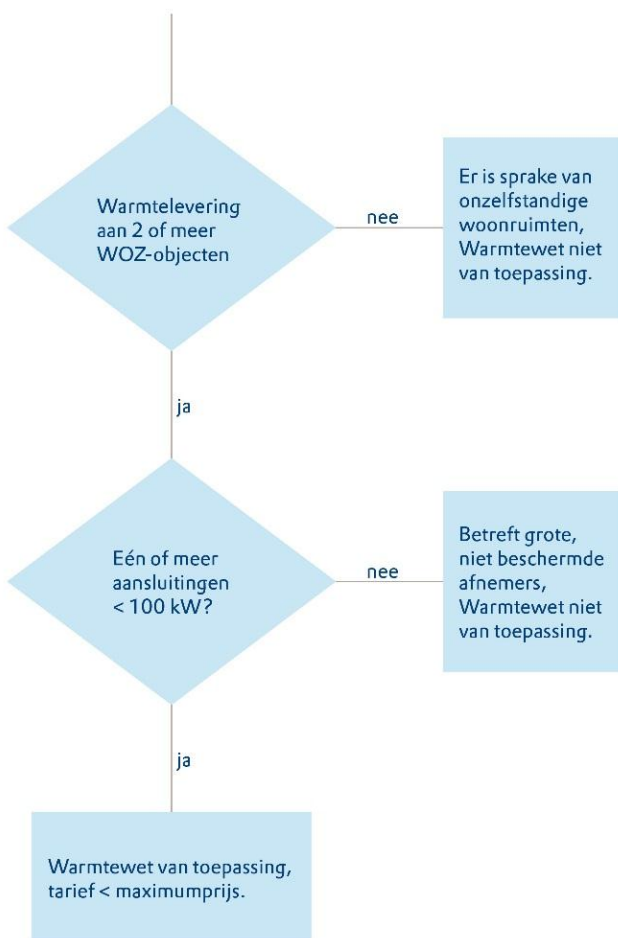 Warmtelevering
aan 2 of meer
WOZ-objecten
nee
Er is sprake van
onzelfstandige
woonruimten,
Warmtewet niet
van toepassing.
ja
Eén of meer
aansluitingen
< 100 kW?
nee
Betreft grote,
niet beschermde
afnemers,
Warmtewet niet
van toepassing.
ja
Warmtewet van toepassing,
tarief < maximumprijs.